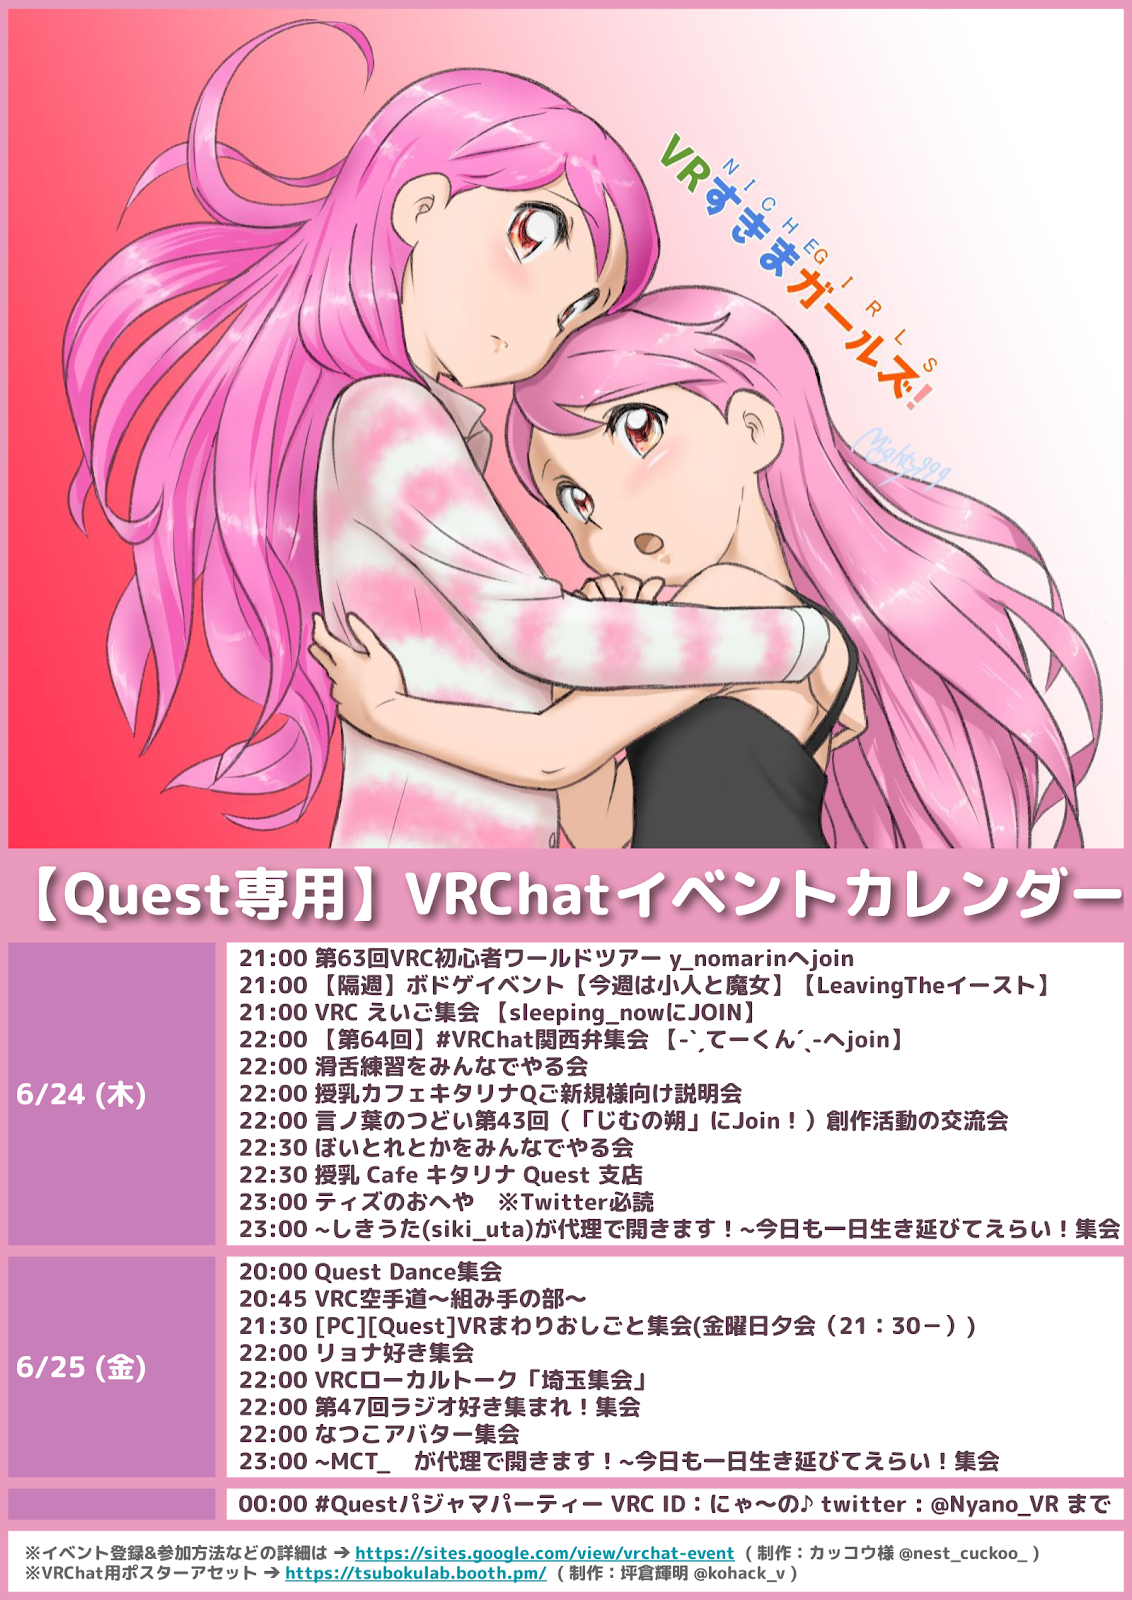 NICHE GIRLS
VRすきまガールズ!
Mighty999
【Quest専用】VRChatイベントカレンダー
6/24 (木)
21:00 第63回VRC初心者ワールドツアー y_nomarinへjoin
21:00 【隔週】ボドゲイベント【今週は小人と魔女】【LeavingTheイースト】
21:00 VRC えいご集会 【sleeping_nowにJOIN】
22:00 【第64回】#VRChat関西弁集会 【-`ˏてーくん´ˎ-へjoin】
22:00 滑舌練習をみんなでやる会
22:00 授乳カフェキタリナQご新規様向け説明会
22:00 言ノ葉のつどい第43回（「じむの朔」にJoin！）創作活動の交流会
22:30 ぼいとれとかをみんなでやる会
22:30 授乳 Cafe キタリナ Quest 支店
23:00 ティズのおへや　※Twitter必読
23:00 ~しきうた(siki_uta)が代理で開きます！~今日も一日生き延びてえらい！集会
6/25 (金)
20:00 Quest Dance集会
20:45 VRC空手道～組み手の部～
21:30 [PC][Quest]VRまわりおしごと集会(金曜日夕会（21：30－）)
22:00 リョナ好き集会
22:00 VRCローカルトーク「埼玉集会」
22:00 第47回ラジオ好き集まれ！集会
22:00 なつこアバター集会
23:00 ~MCT_　が代理で開きます！~今日も一日生き延びてえらい！集会
00:00 #Questパジャマパーティー VRC ID：にゃ～の♪ twitter : @Nyano_VR まで
※イベント登録&参加方法などの詳細は ➔ https://sites.google.com/view/vrchat-event ( 制作：カッコウ様 @nest_cuckoo_ )
※VRChat用ポスターアセット ➔ https://tsubokulab.booth.pm/ ( 制作：坪倉輝明 @kohack_v )